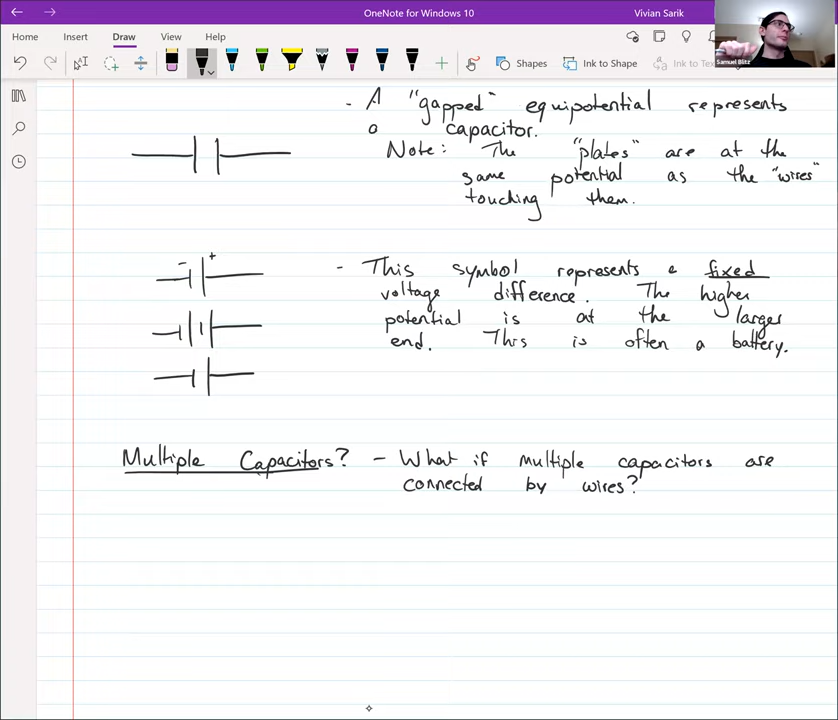 OneNote for Windows 10
Vivian Sarik
Home Insert Draw View Help
Samuel Blitz
Shapes Ink to Shape Ink to Tex
- A "gapped" equipotential represents
a capacitor.
Note: The "plates" are at the
same potential as the "wires"
touching them.
- +
- This symbol represents a fixed
voltage difference. The higher
potential is at the larger
end. This is often a battery.
Multiple Capacitors? - What if multiple capacitors are
connected by wires?